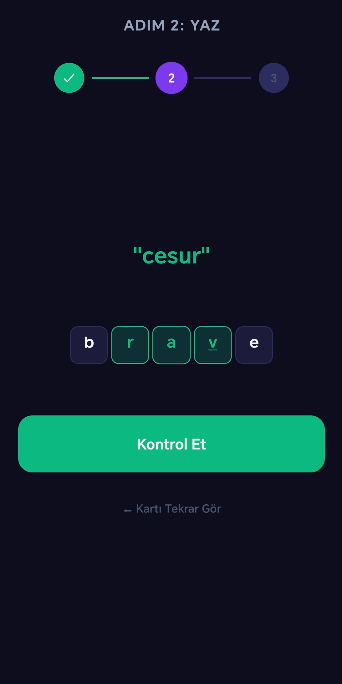 ADIM 2: YAZ
2 3
"cesur"
b r a v e
Kontrol Et
← Kartı Tekrar Gör